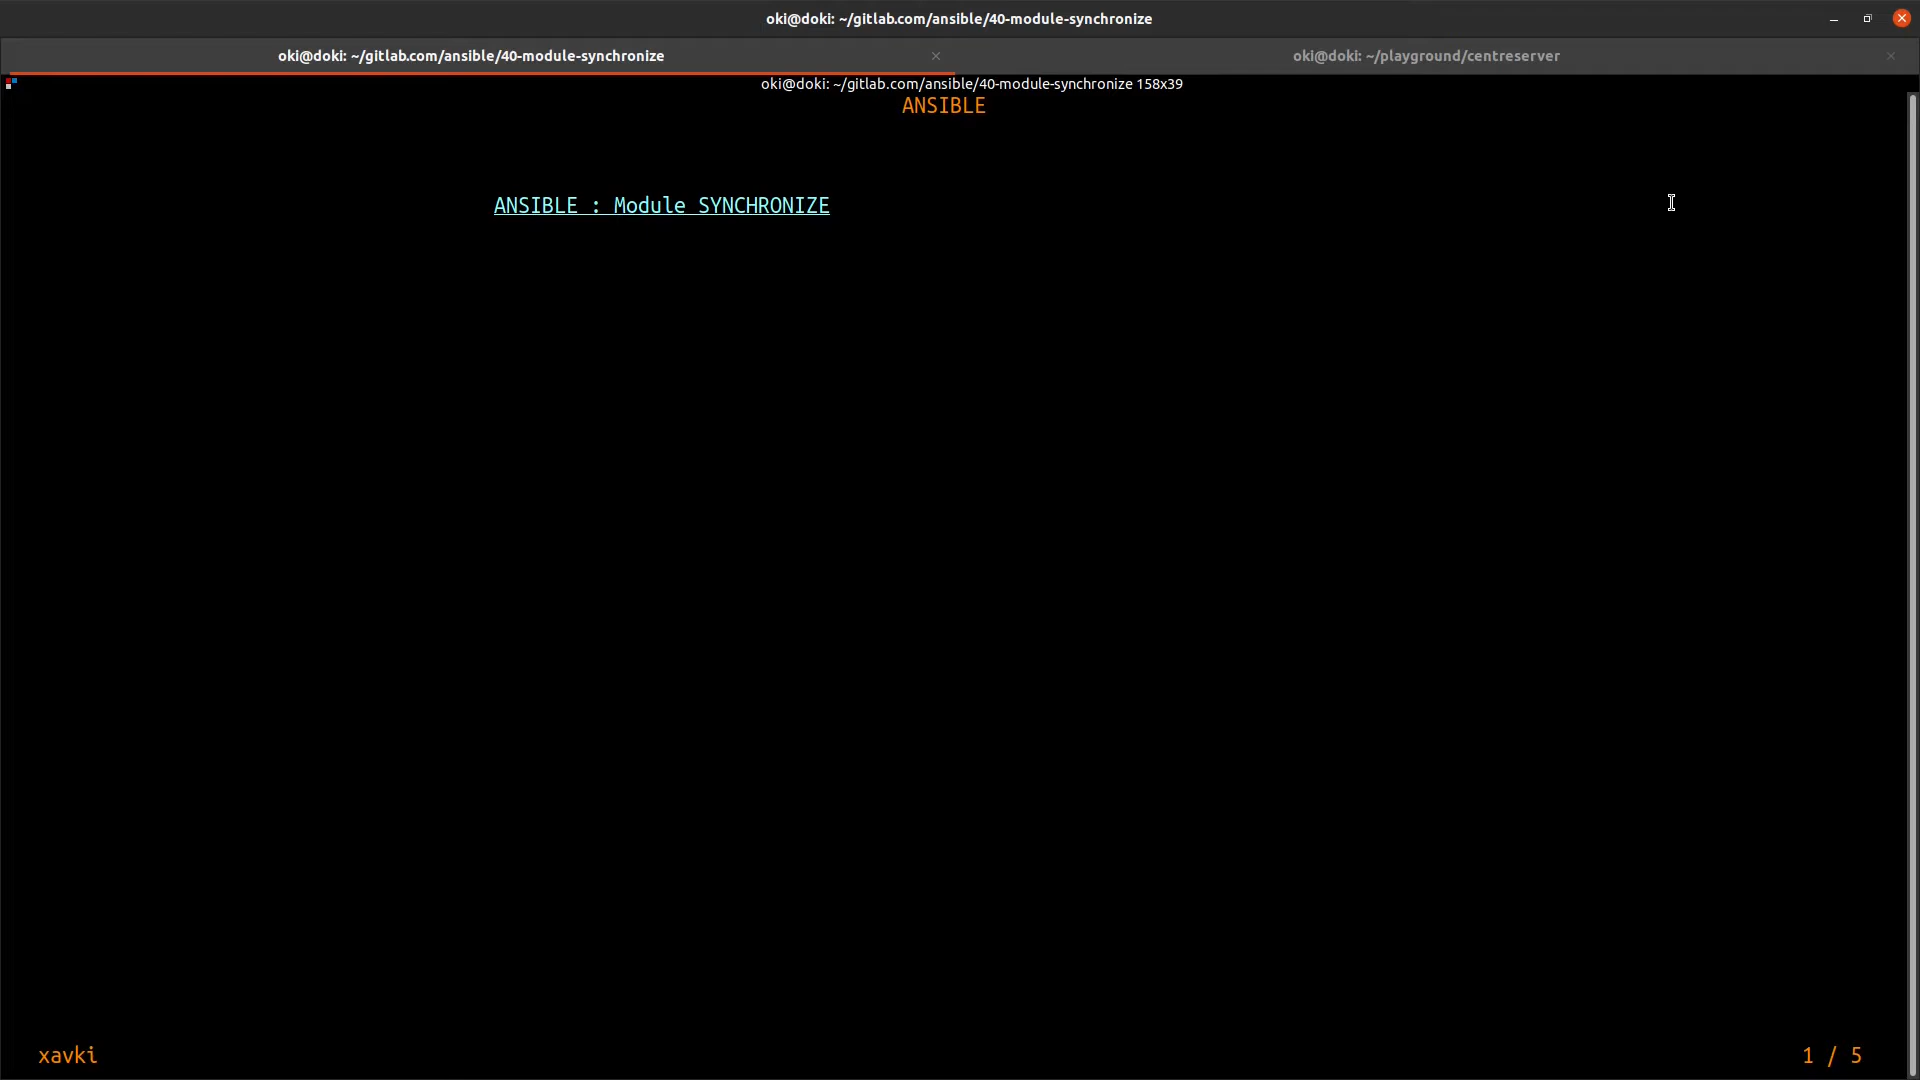 oki@doki: ~/gitlab.com/ansible/40-module-synchronize
oki@doki: ~/gitlab.com/ansible/40-module-synchronize
oki@doki: ~/playground/centreserver
oki@doki: ~/gitlab.com/ansible/40-module-synchronize 158x39
ANSIBLE
ANSIBLE : Module SYNCHRONIZE
xavki
1 / 5